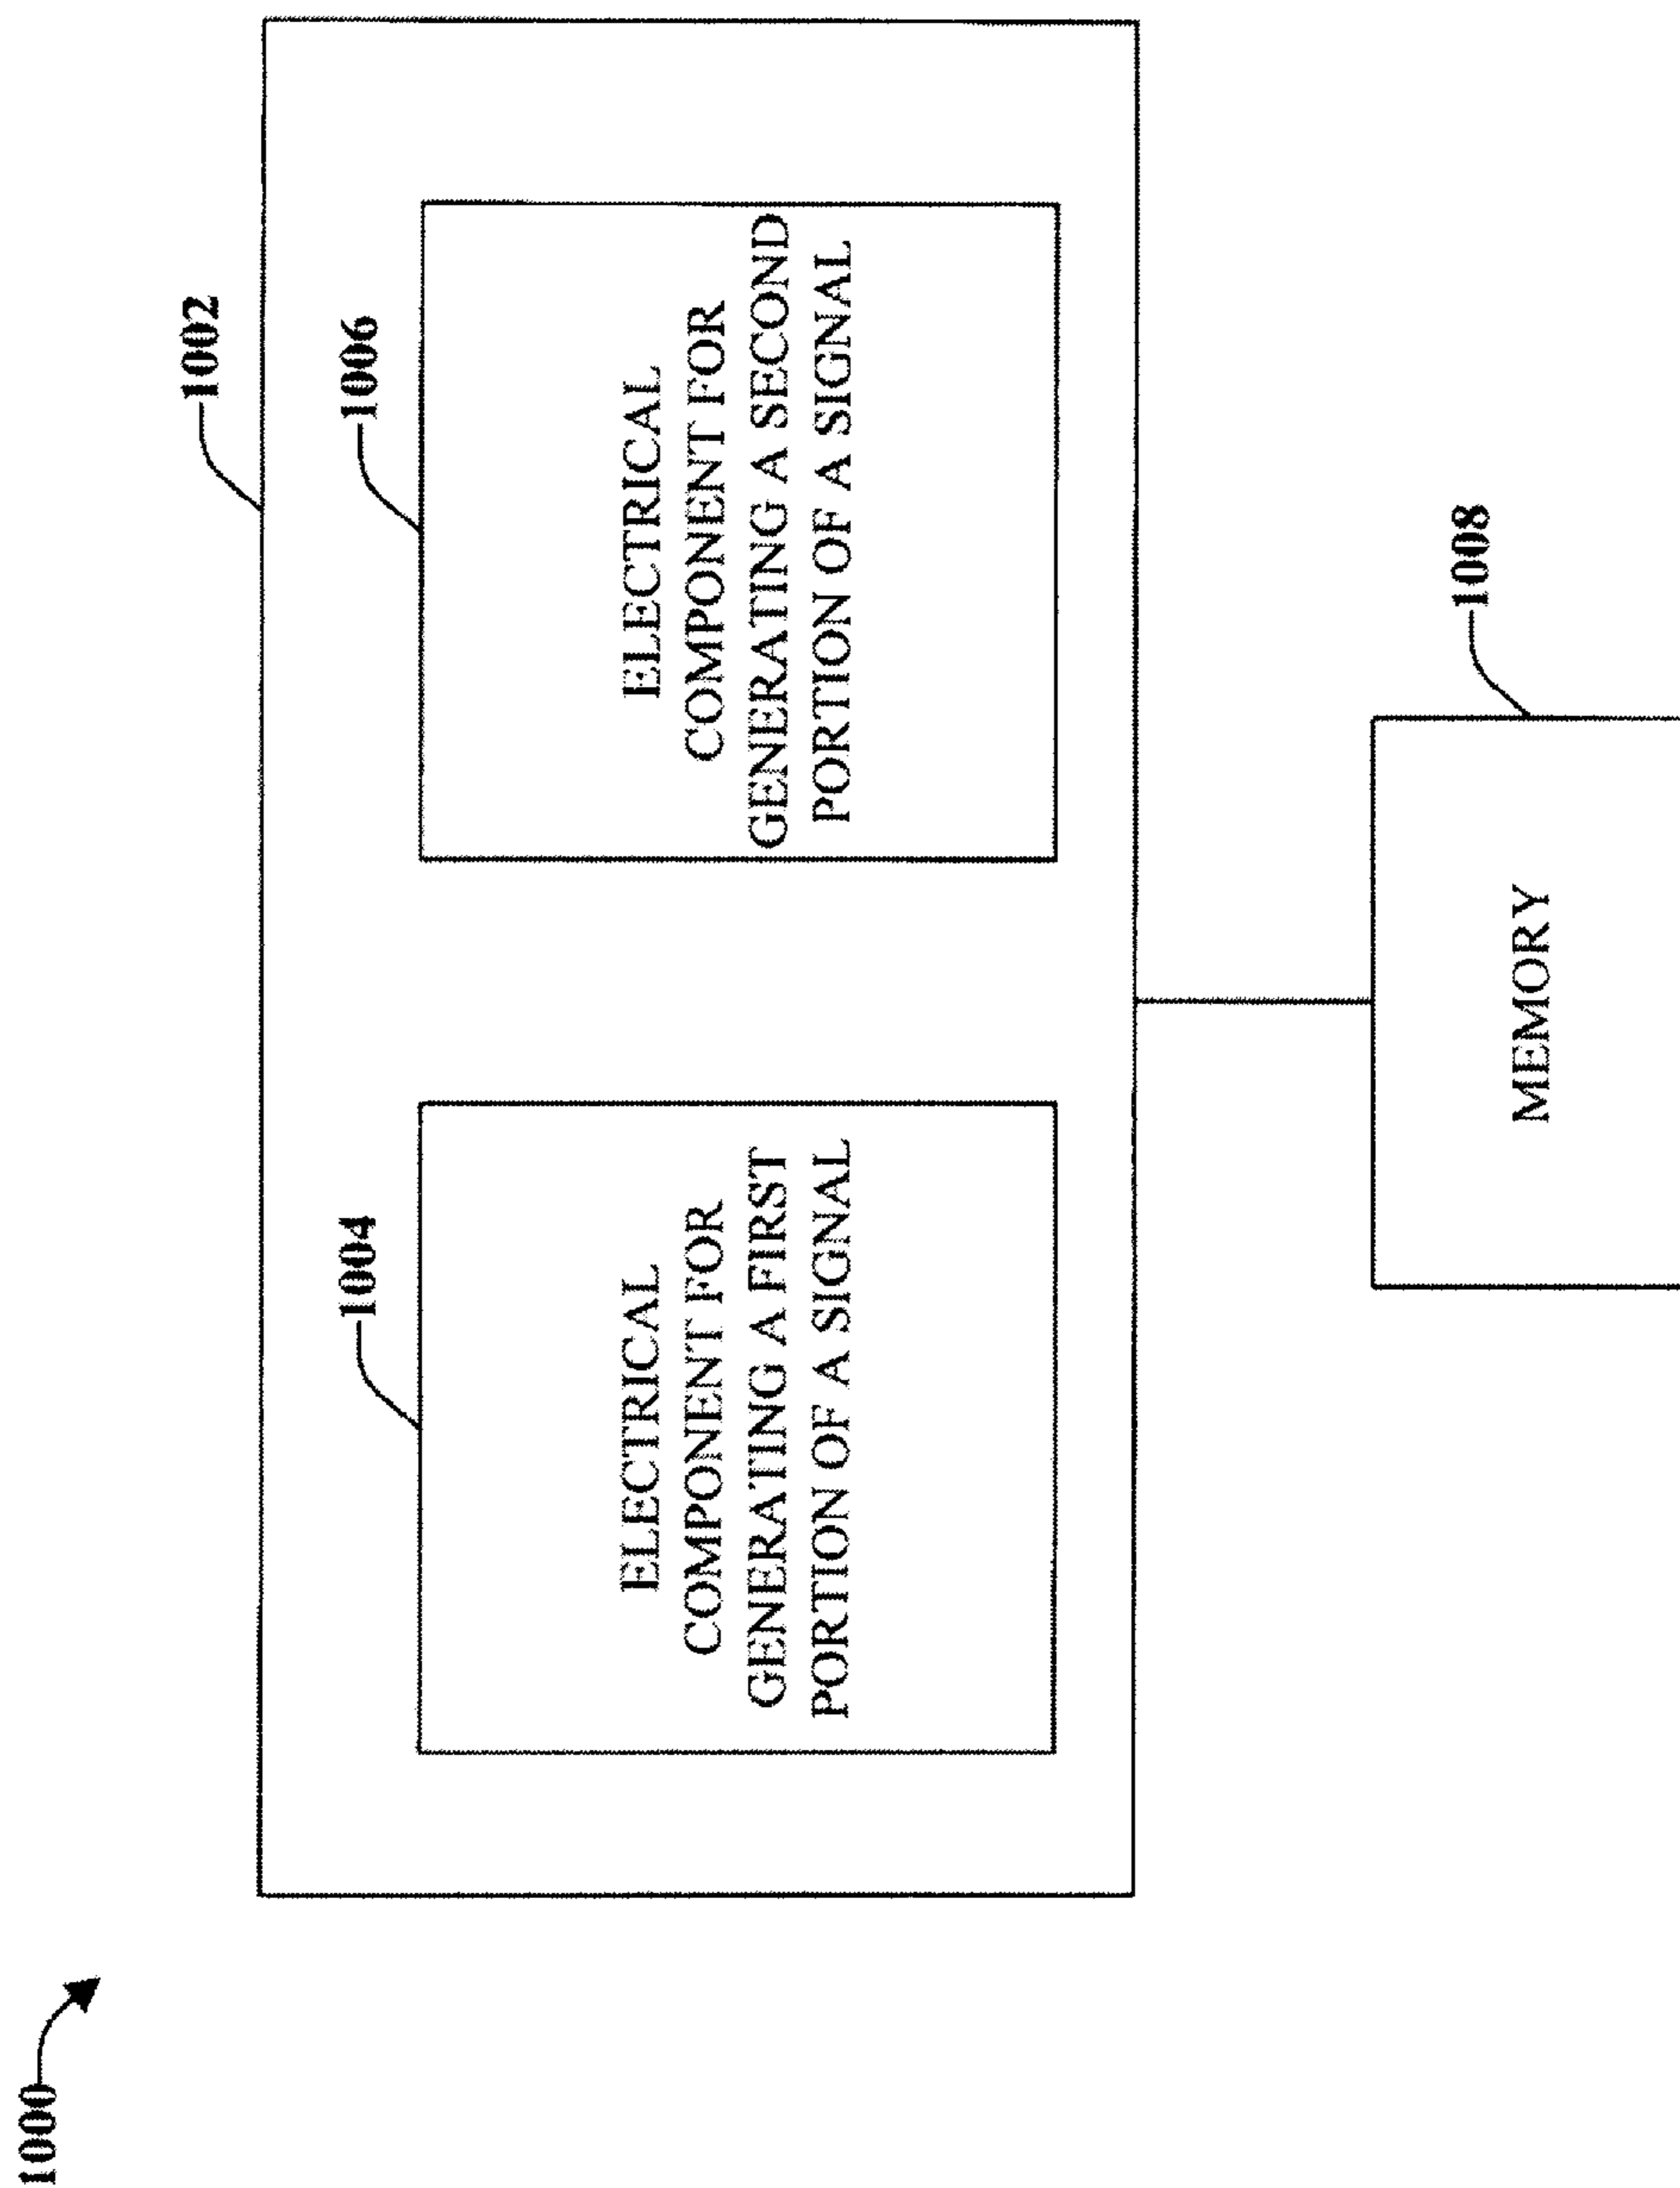 1000
1002
1004
ELECTRICAL
COMPONENT FOR
GENERATING A FIRST
PORTION OF A SIGNAL
1006
ELECTRICAL
COMPONENT FOR
GENERATING A SECOND
PORTION OF A SIGNAL
1008
MEMORY